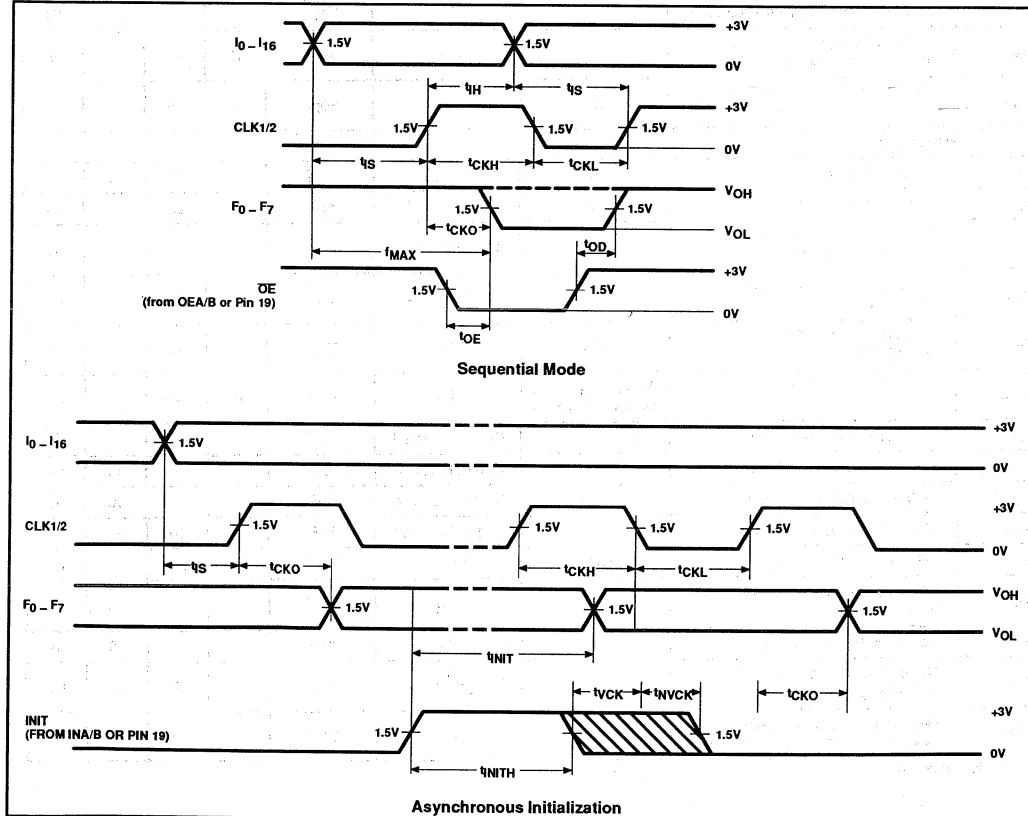 +3V
I0 – I16
1.5V
1.5V
0V
tIH
tIS
+3V
CLK1/2
1.5V
1.5V
1.5V
0V
tIS
tCKH
tCKL
VOH
F0 – F7
1.5V
1.5V
tCKO
VOL
fMAX
tOD
+3V
OE
(from OEA/B or Pin 19)
1.5V
1.5V
0V
tOE
Sequential Mode
+3V
I0 – I16
1.5V
0V
+3V
CLK1/2
1.5V
1.5V
1.5V
1.5V
0V
tIS
tCKO
tCKH
tCKL
VOH
F0 – F7
1.5V
1.5V
1.5V
VOL
tINIT
tVCK
tNVCK
tCKO
+3V
INIT
(FROM INA/B OR PIN 19)
1.5V
1.5V
0V
tINITH
Asynchronous Initialization